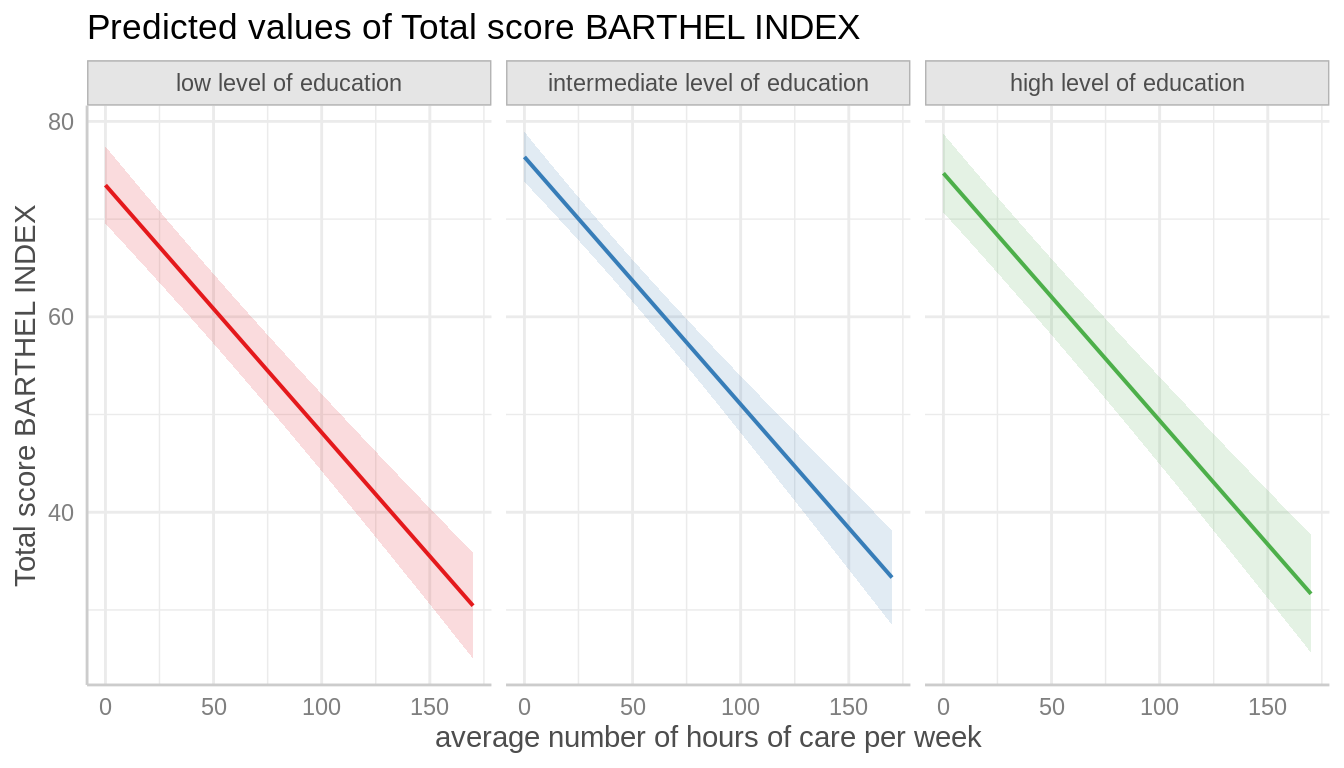 Predicted values of Total score BARTHEL INDEX
low level of education
intermediate level of education
high level of education
Total score BARTHEL INDEX
80
60
40
0 50 100 150
0 50 100 150
0 50 100 150
average number of hours of care per week